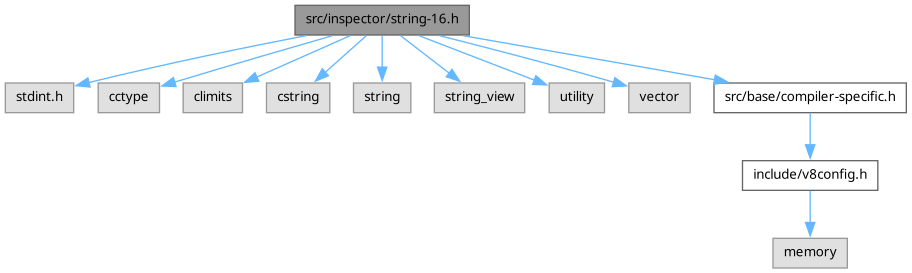 src/inspector/string-16.h
stdint.h
cctype
climits
cstring
string
string_view
utility
vector
src/base/compiler-specific.h
include/v8config.h
memory